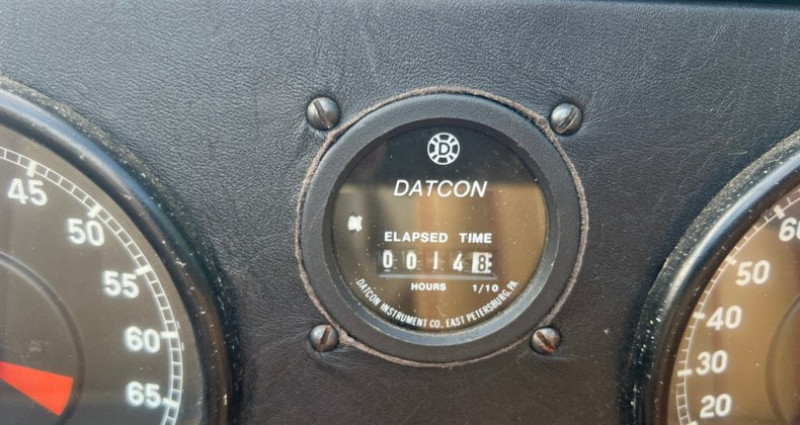 45
50
55
60
65
D
DATCON
ELAPSED TIME
0 0 1 4 8
HOURS 1/10
DATCON INSTRUMENT CO., EAST PETERSBURG, PA
60
50
40
30
20